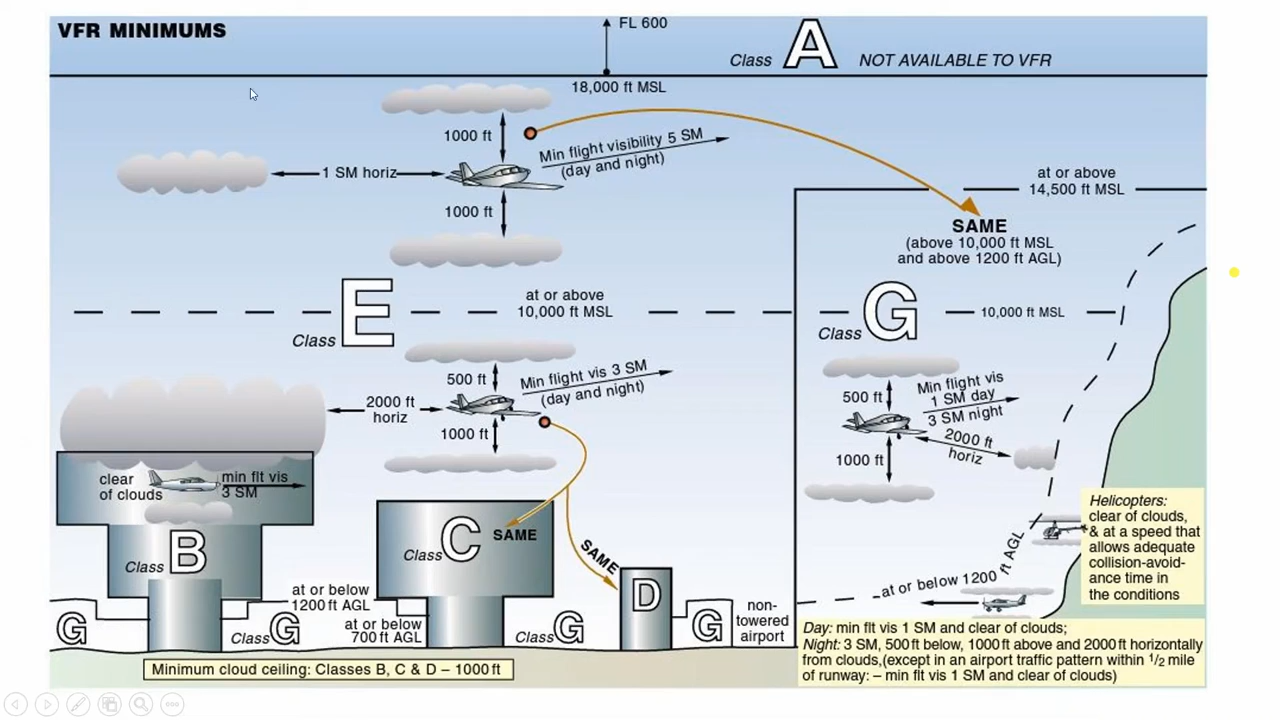 VFR MINIMUMS
FL 600
Class A NOT AVAILABLE TO VFR
18,000 ft MSL
1000 ft
Min flight visibility 5 SM
(day and night)
1 SM horiz
1000 ft
at or above
14,500 ft MSL
SAME
(above 10,000 ft MSL
and above 1200 ft AGL)
Class E
at or above
10,000 ft MSL
Class G
10,000 ft MSL
500 ft
Min flight vis 3 SM
(day and night)
2000 ft
horiz
1000 ft
500 ft
Min flight vis
1 SM day
3 SM night
2000 ft
horiz
1000 ft
clear
of clouds
min flt vis
3 SM
Class B
Class C
SAME
SAME
D
Helicopters:
clear of clouds,
& at a speed that
allows adequate
collision-avoid-
ance time in
the conditions
at or below 1200 ft AGL
G
Class G
at or below
1200 ft AGL
at or below
700 ft AGL
Class G
G
non-
towered
airport
Day: min flt vis 1 SM and clear of clouds;
Night: 3 SM, 500 ft below, 1000 ft above and 2000 ft horizontally
from clouds,(except in an airport traffic pattern within 1/2 mile
of runway: – min flt vis 1 SM and clear of clouds)
Minimum cloud ceiling: Classes B, C & D – 1000 ft